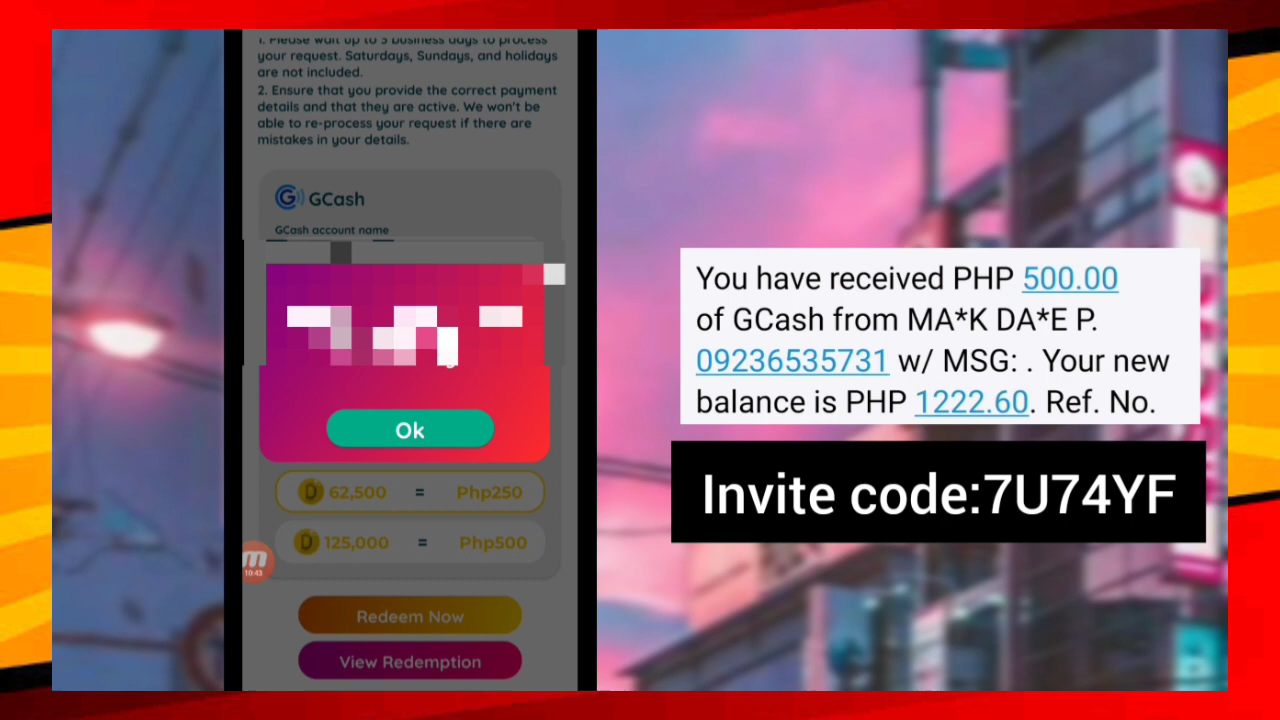 1. Please wait up to 3 business days to process
your request. Saturdays, Sundays, and holidays
are not included.
2. Ensure that you provide the correct payment
details and that they are active. We won't be
able to re-process your request if there are
mistakes in your details.
GCash
GCash account name
Ok
62,500 = Php250
125,000 = Php500
10:43
Redeem Now
View Redemption
You have received PHP 500.00
of GCash from MA*K DA*E P.
09236535731 w/ MSG: . Your new
balance is PHP 1222.60. Ref. No.
Invite code:7U74YF